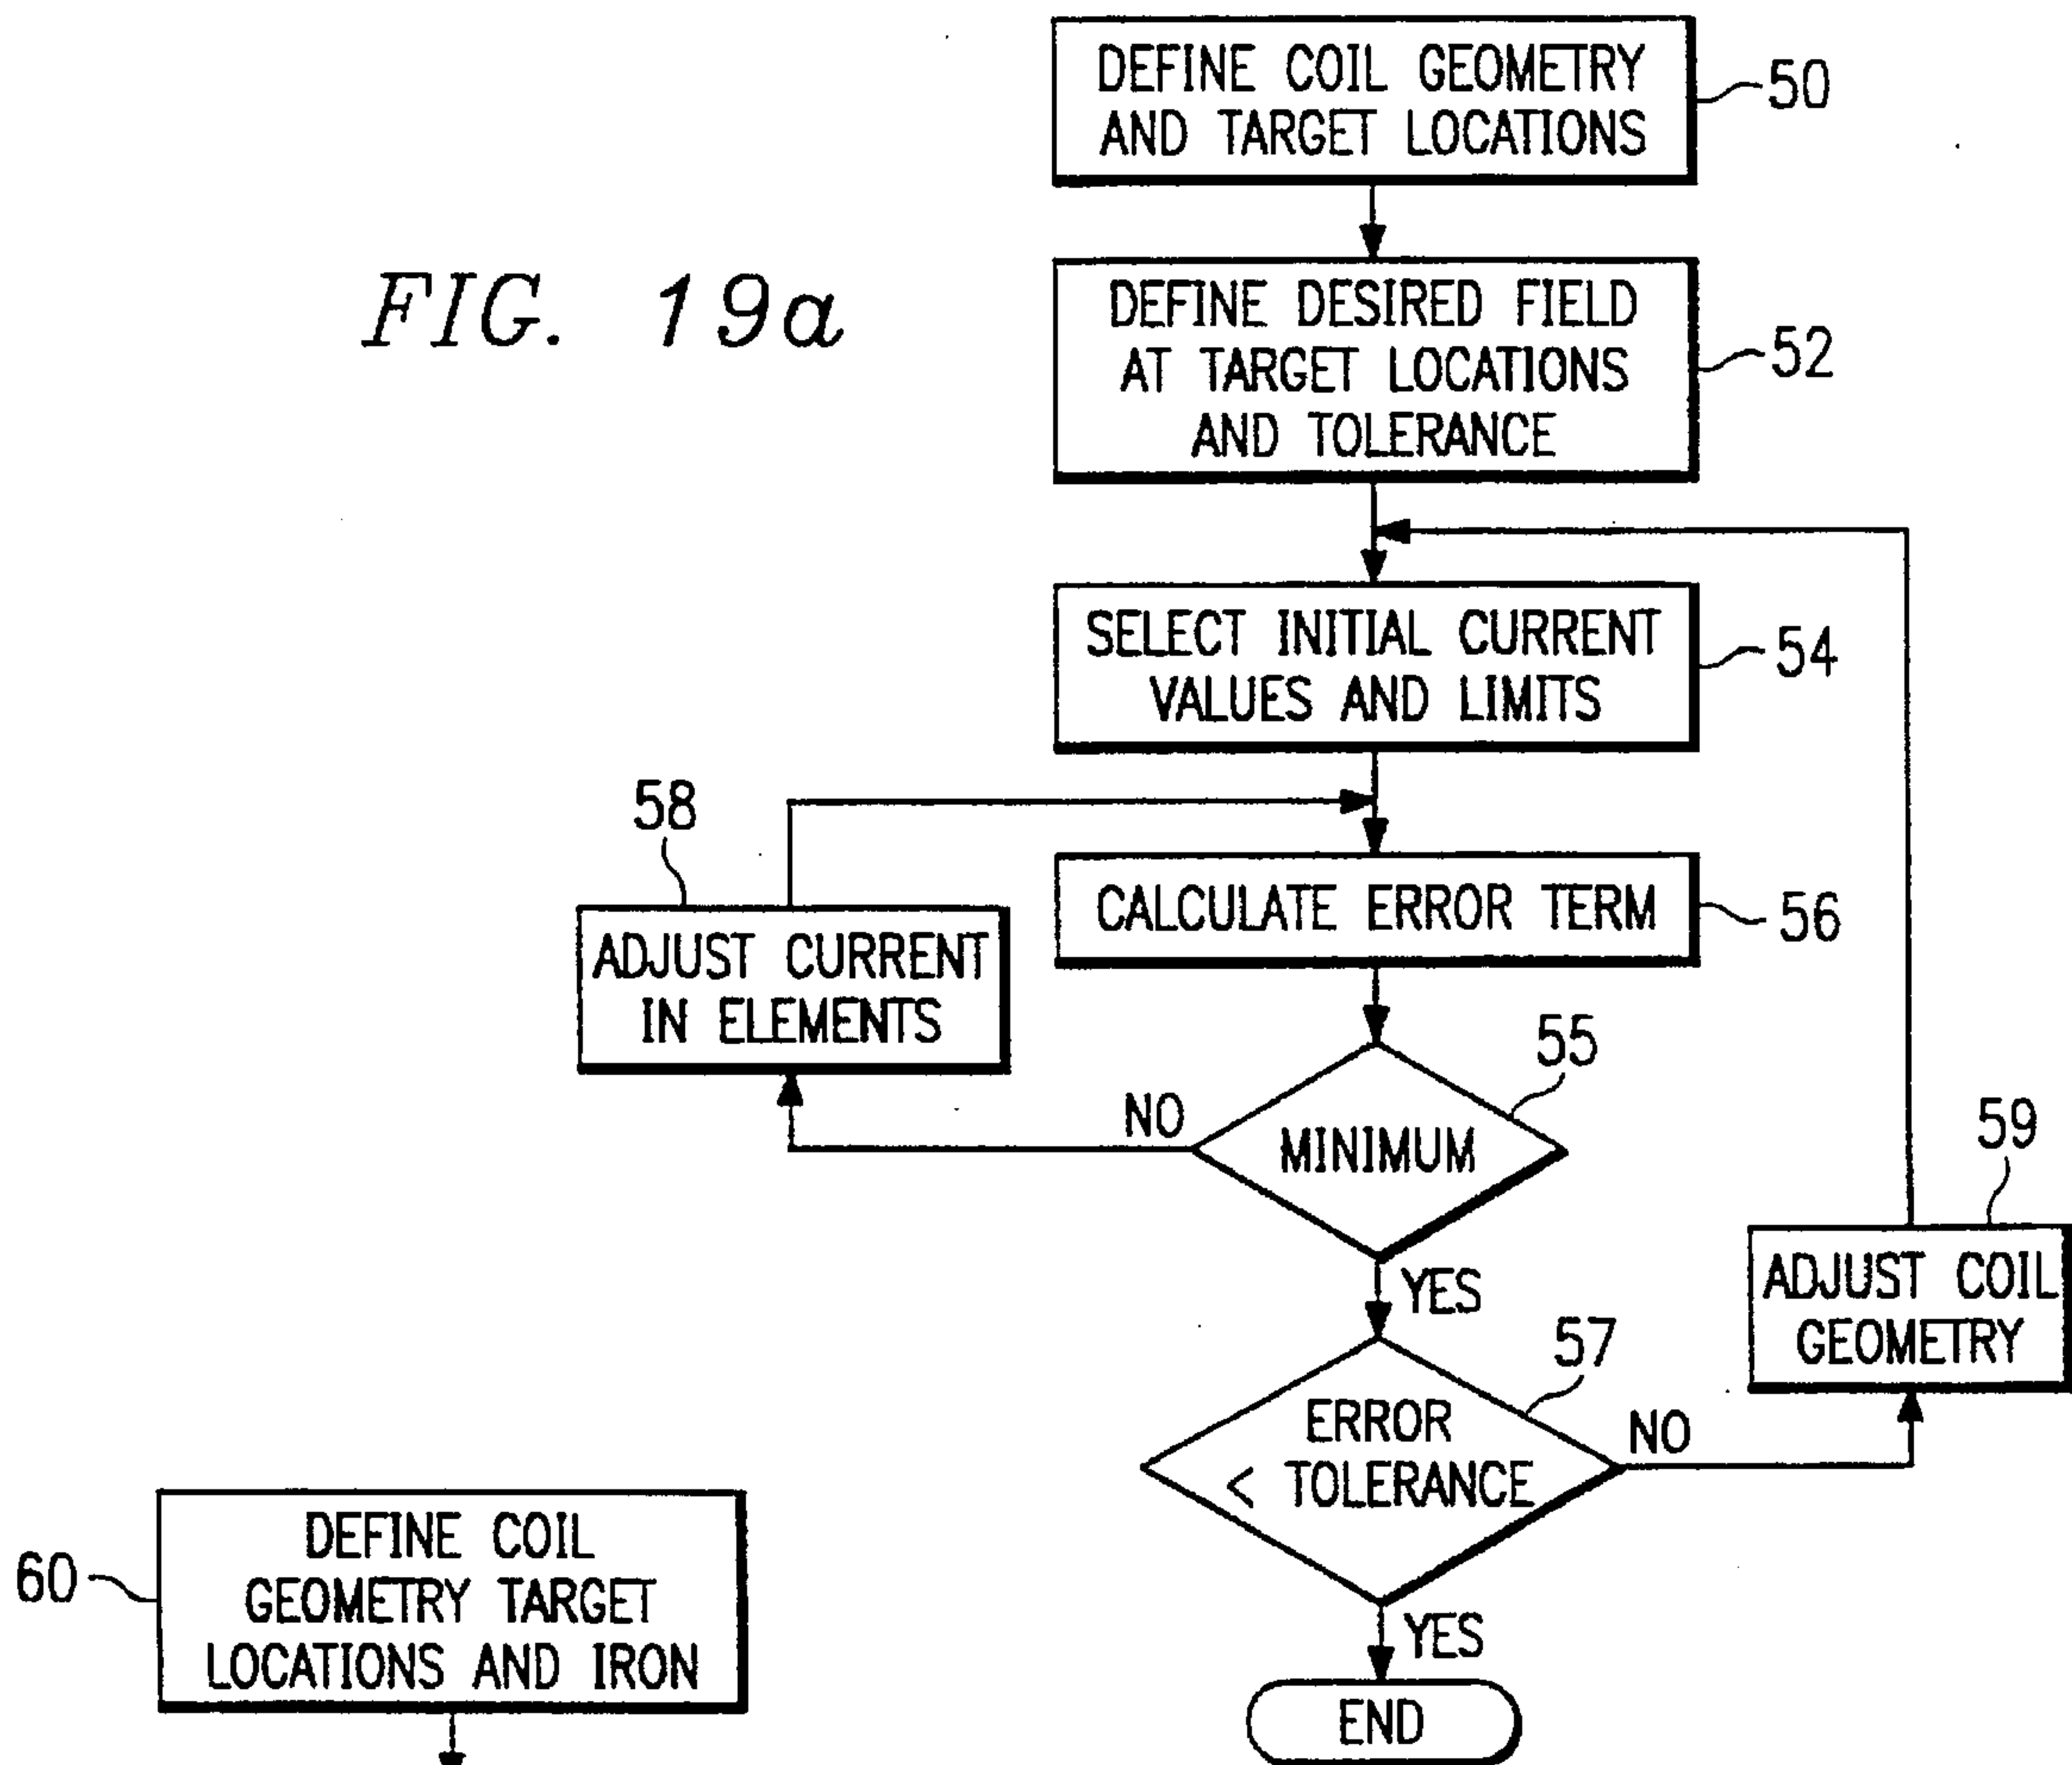 FIG. 19a
DEFINE COIL GEOMETRY
AND TARGET LOCATIONS
50
DEFINE DESIRED FIELD
AT TARGET LOCATIONS
AND TOLERANCE
52
SELECT INITIAL CURRENT
VALUES AND LIMITS
54
58
ADJUST CURRENT
IN ELEMENTS
CALCULATE ERROR TERM
56
55
MINIMUM
NO
YES
59
ADJUST COIL
GEOMETRY
57
ERROR
< TOLERANCE
NO
YES
END
60
DEFINE COIL
GEOMETRY TARGET
LOCATIONS AND IRON